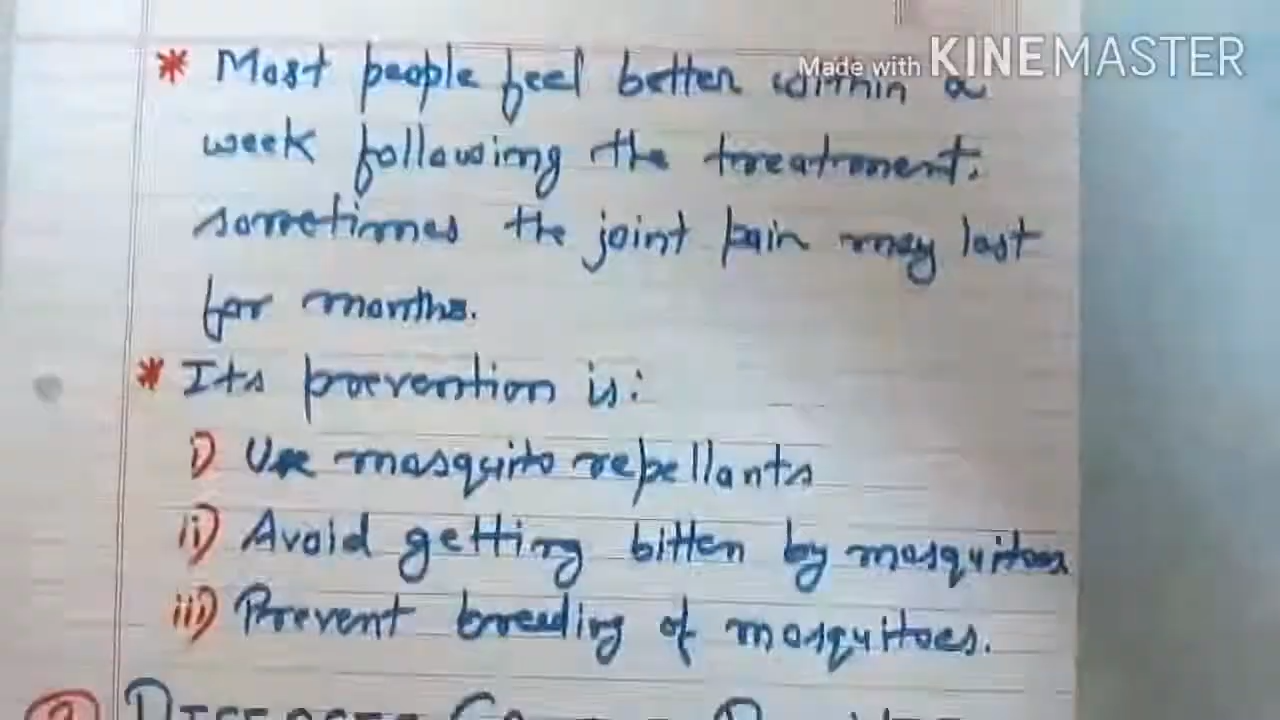 Made with KINEMASTER
* Most people feel better within a
week following the treatment.
sometimes the joint pain may last
for months.
* Its prevention is:
i) Use mosquito repellants
ii) Avoid getting bitten by mosquitoes
iii) Prevent breeding of mosquitoes.